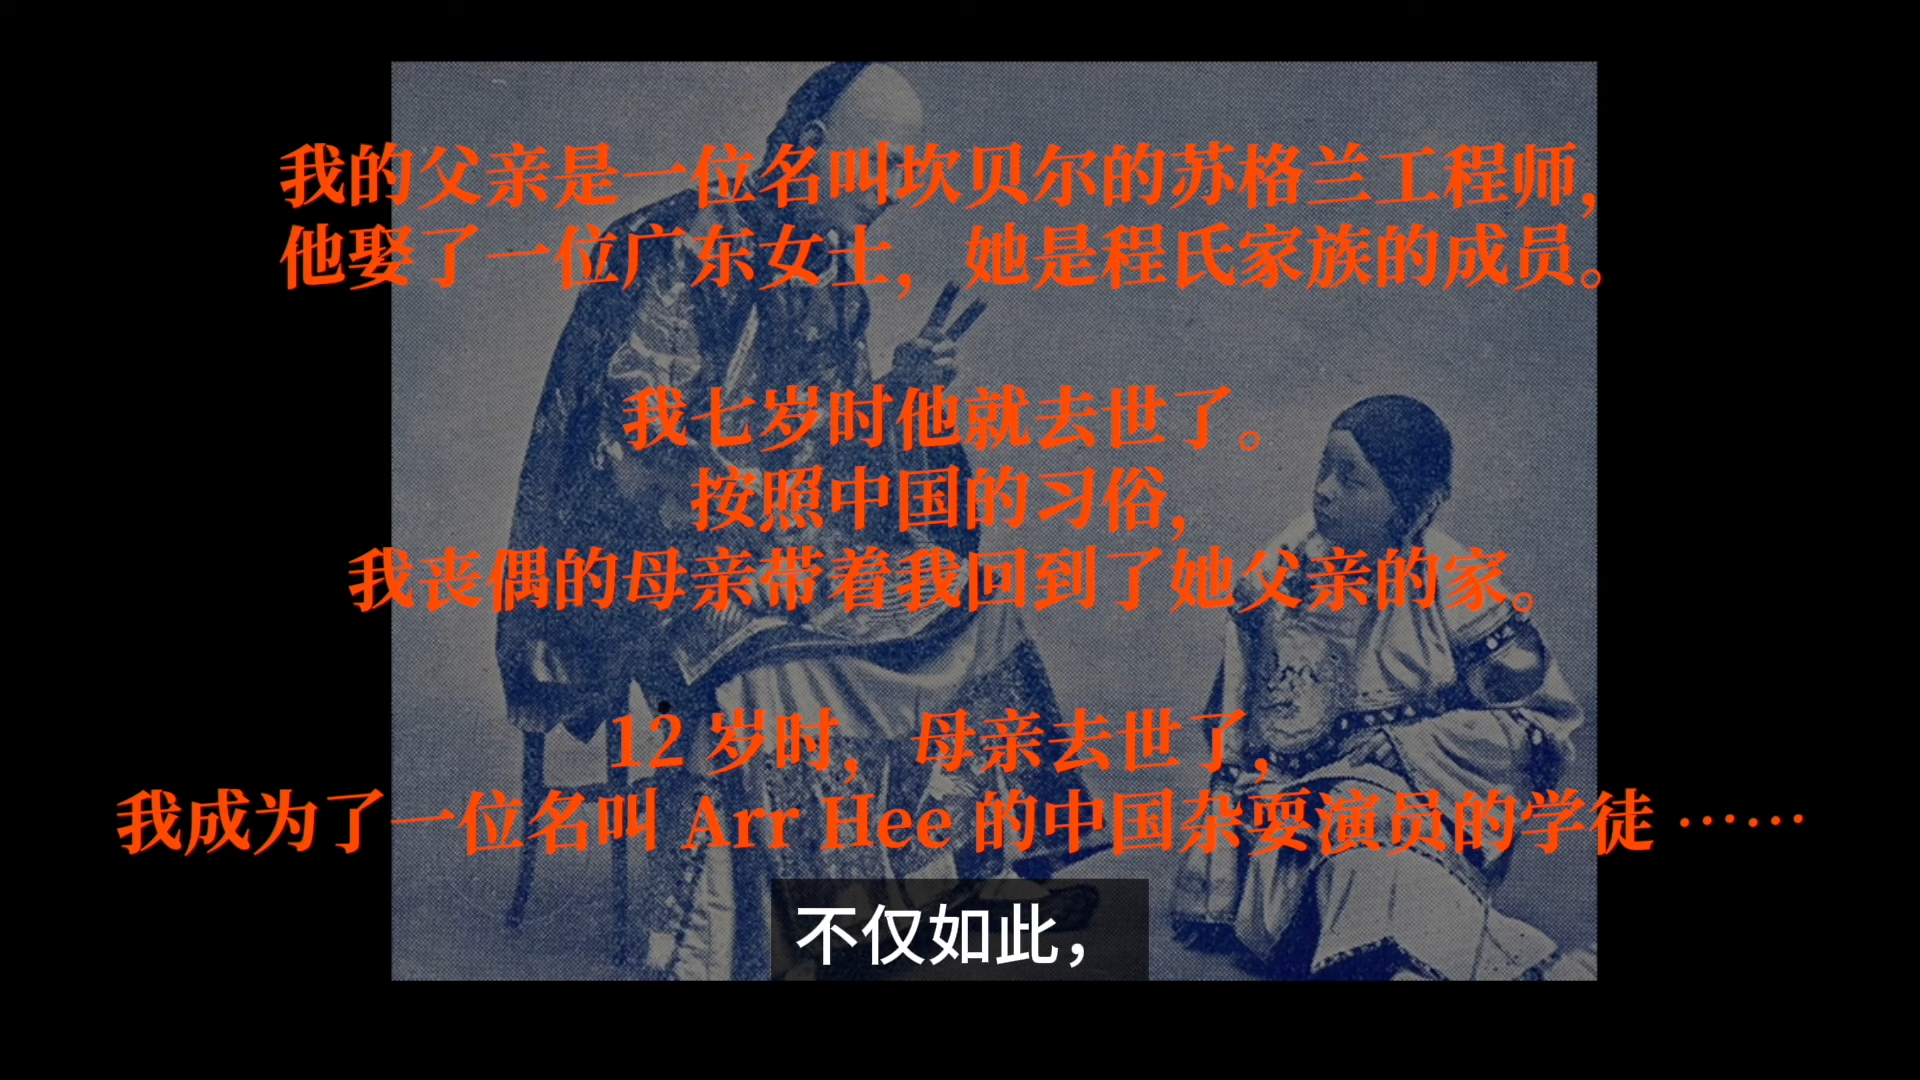 我的父亲是一位名叫坎贝尔的苏格兰工程师，
他娶了一位广东女士，她是程氏家族的成员。
我七岁时他就去世了。
按照中国的习俗，
我丧偶的母亲带着我回到了她父亲的家。
12 岁时，母亲去世了，
我成为了一位名叫 Arr Hee 的中国杂耍演员的学徒 ……
不仅如此，